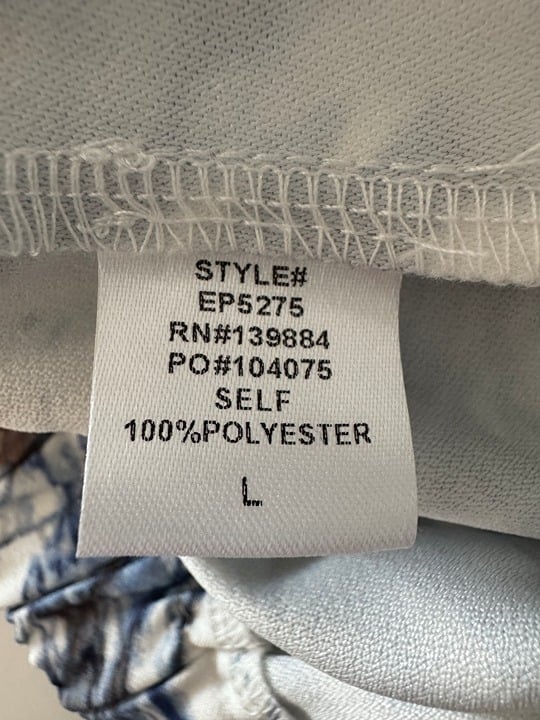 STYLE#
EP5275
RN#139884
PO#104075
SELF
100%POLYESTER
L